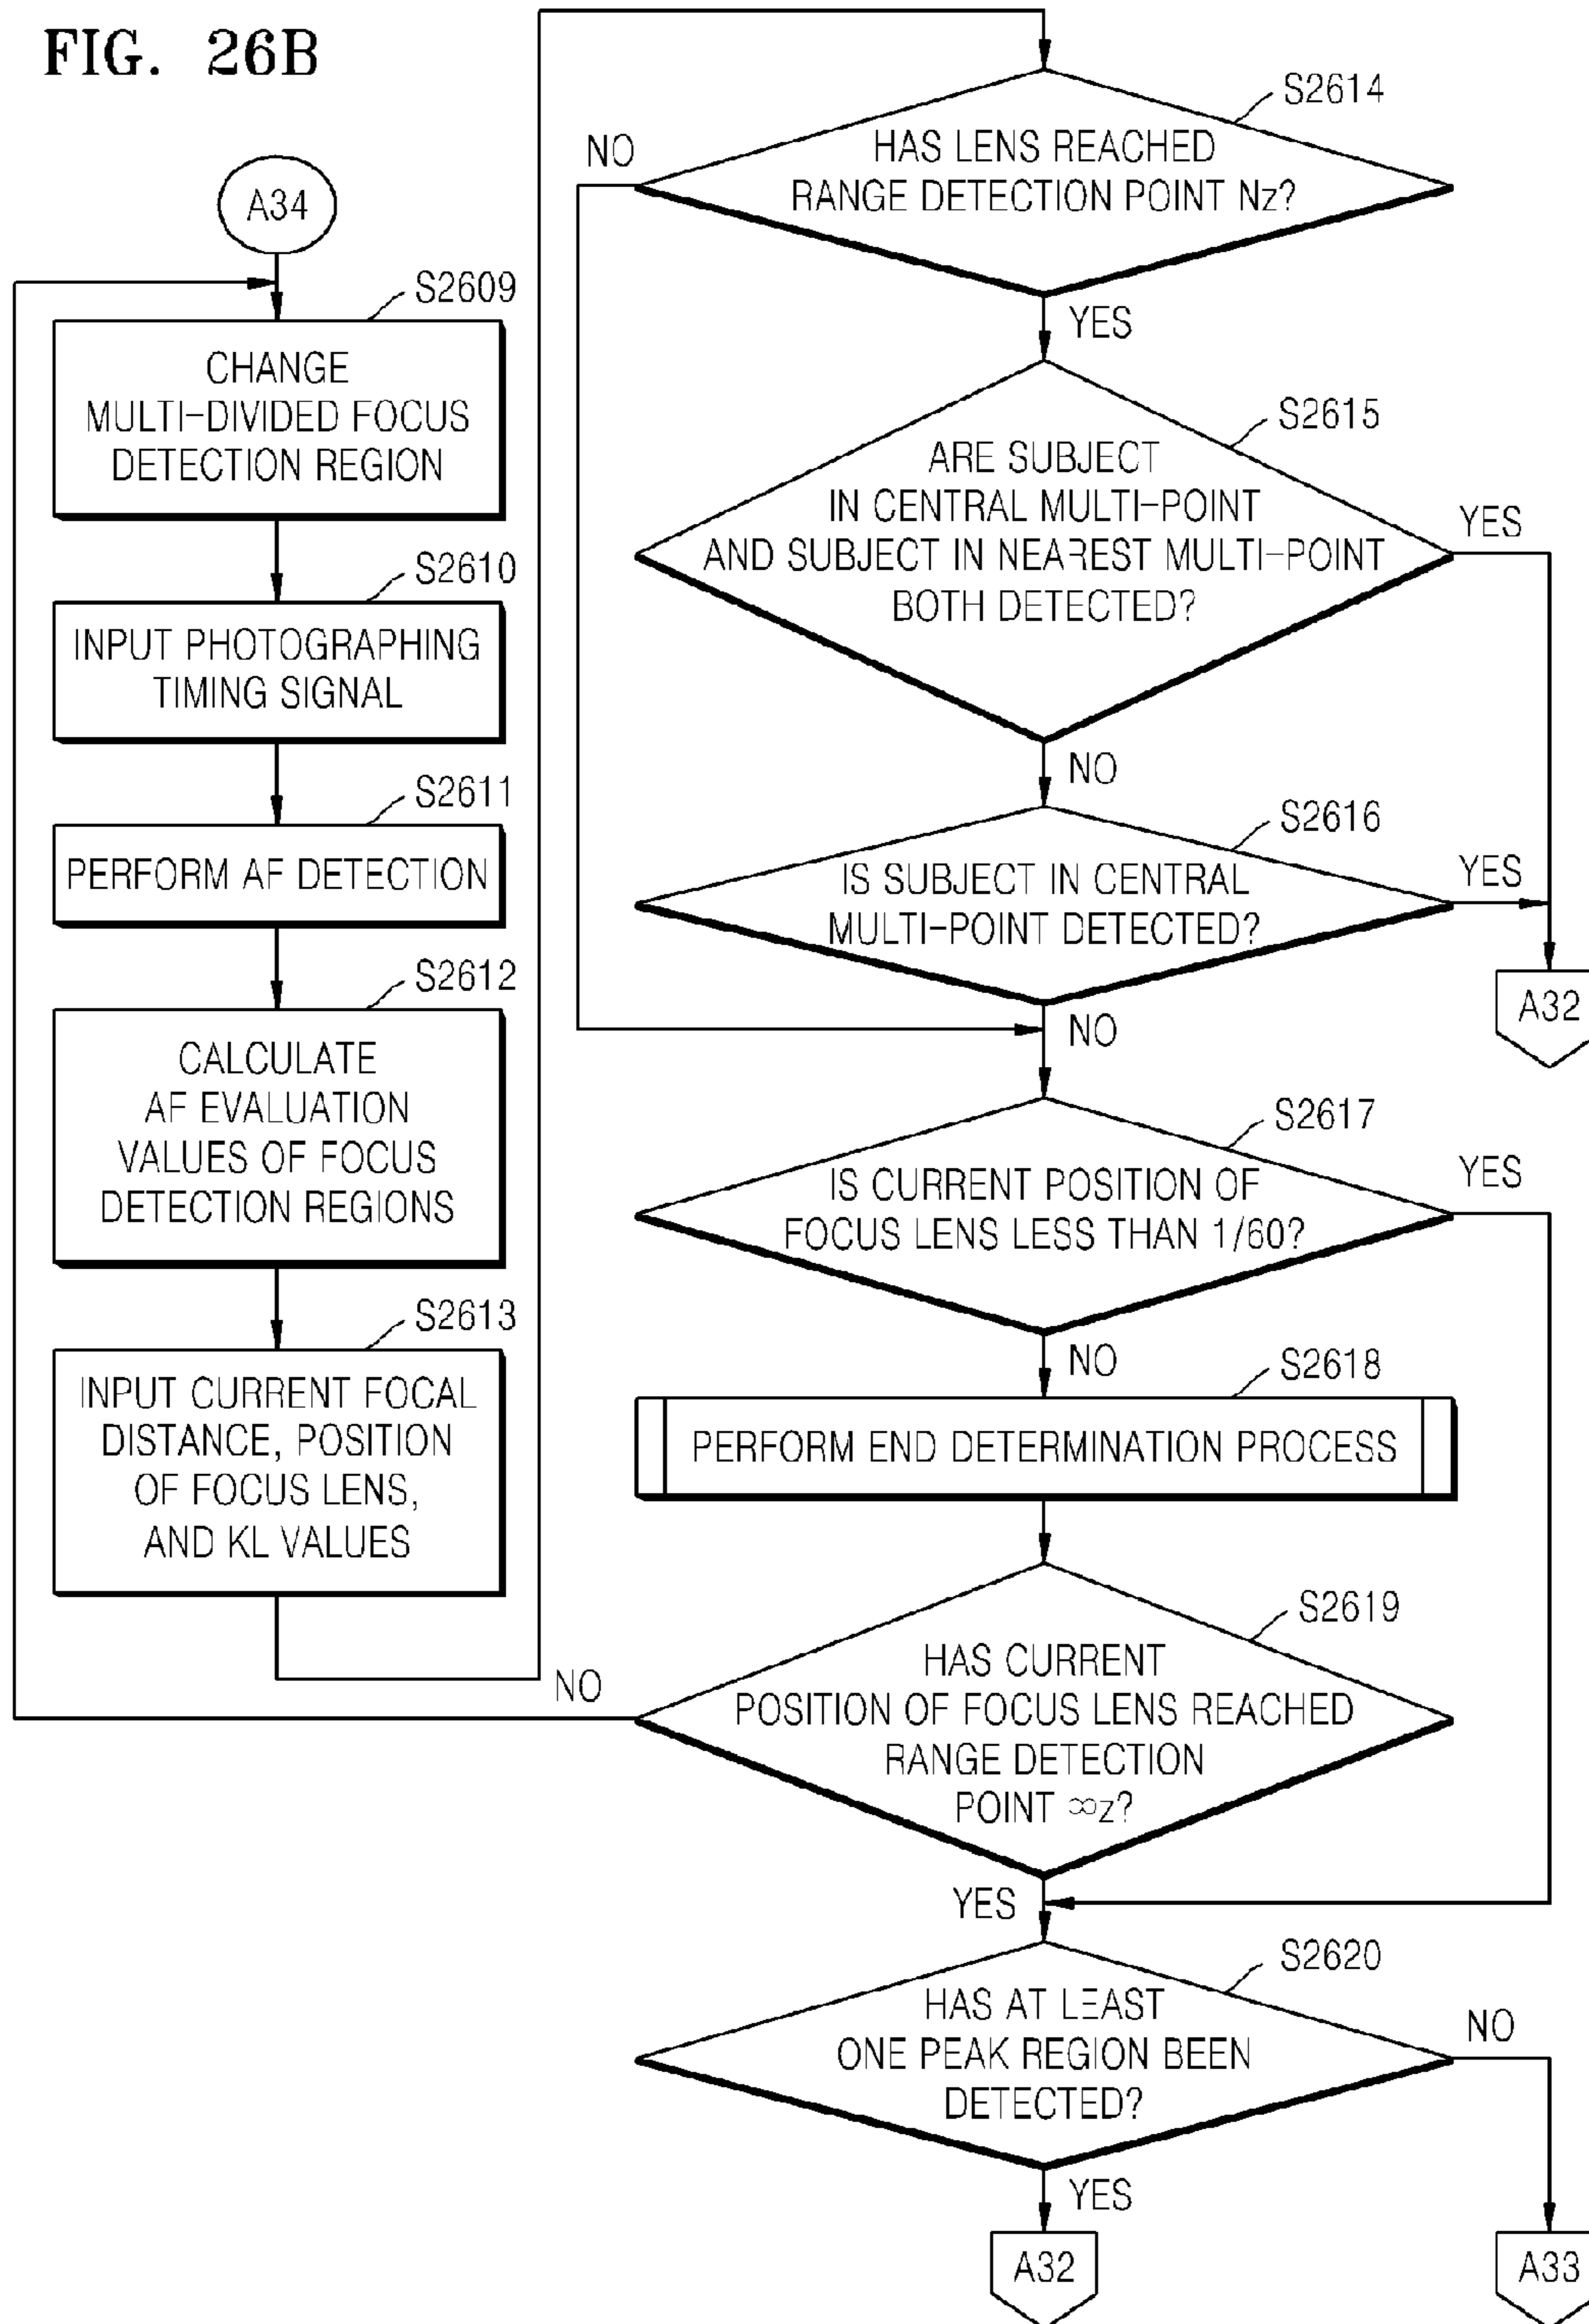 FIG. 26B
A34
S2609
CHANGE
MULTI-DIVIDED FOCUS
DETECTION REGION
S2610
INPUT PHOTOGRAPHING
TIMING SIGNAL
S2611
PERFORM AF DETECTION
S2612
CALCULATE
AF EVALUATION
VALUES OF FOCUS
DETECTION REGIONS
S2613
INPUT CURRENT FOCAL
DISTANCE, POSITION
OF FOCUS LENS,
AND KL VALUES
S2614
HAS LENS REACHED
RANGE DETECTION POINT Nz?
NO
YES
S2615
ARE SUBJECT
IN CENTRAL MULTI-POINT
AND SUBJECT IN NEAREST MULTI-POINT
BOTH DETECTED?
YES
NO
S2616
IS SUBJECT IN CENTRAL
MULTI-POINT DETECTED?
YES
A32
NO
S2617
IS CURRENT POSITION OF
FOCUS LENS LESS THAN 1/60?
YES
NO
S2618
PERFORM END DETERMINATION PROCESS
S2619
HAS CURRENT
POSITION OF FOCUS LENS REACHED
RANGE DETECTION
POINT ∞z?
NO
YES
S2620
HAS AT LEAST
ONE PEAK REGION BEEN
DETECTED?
NO
YES
A32
A33